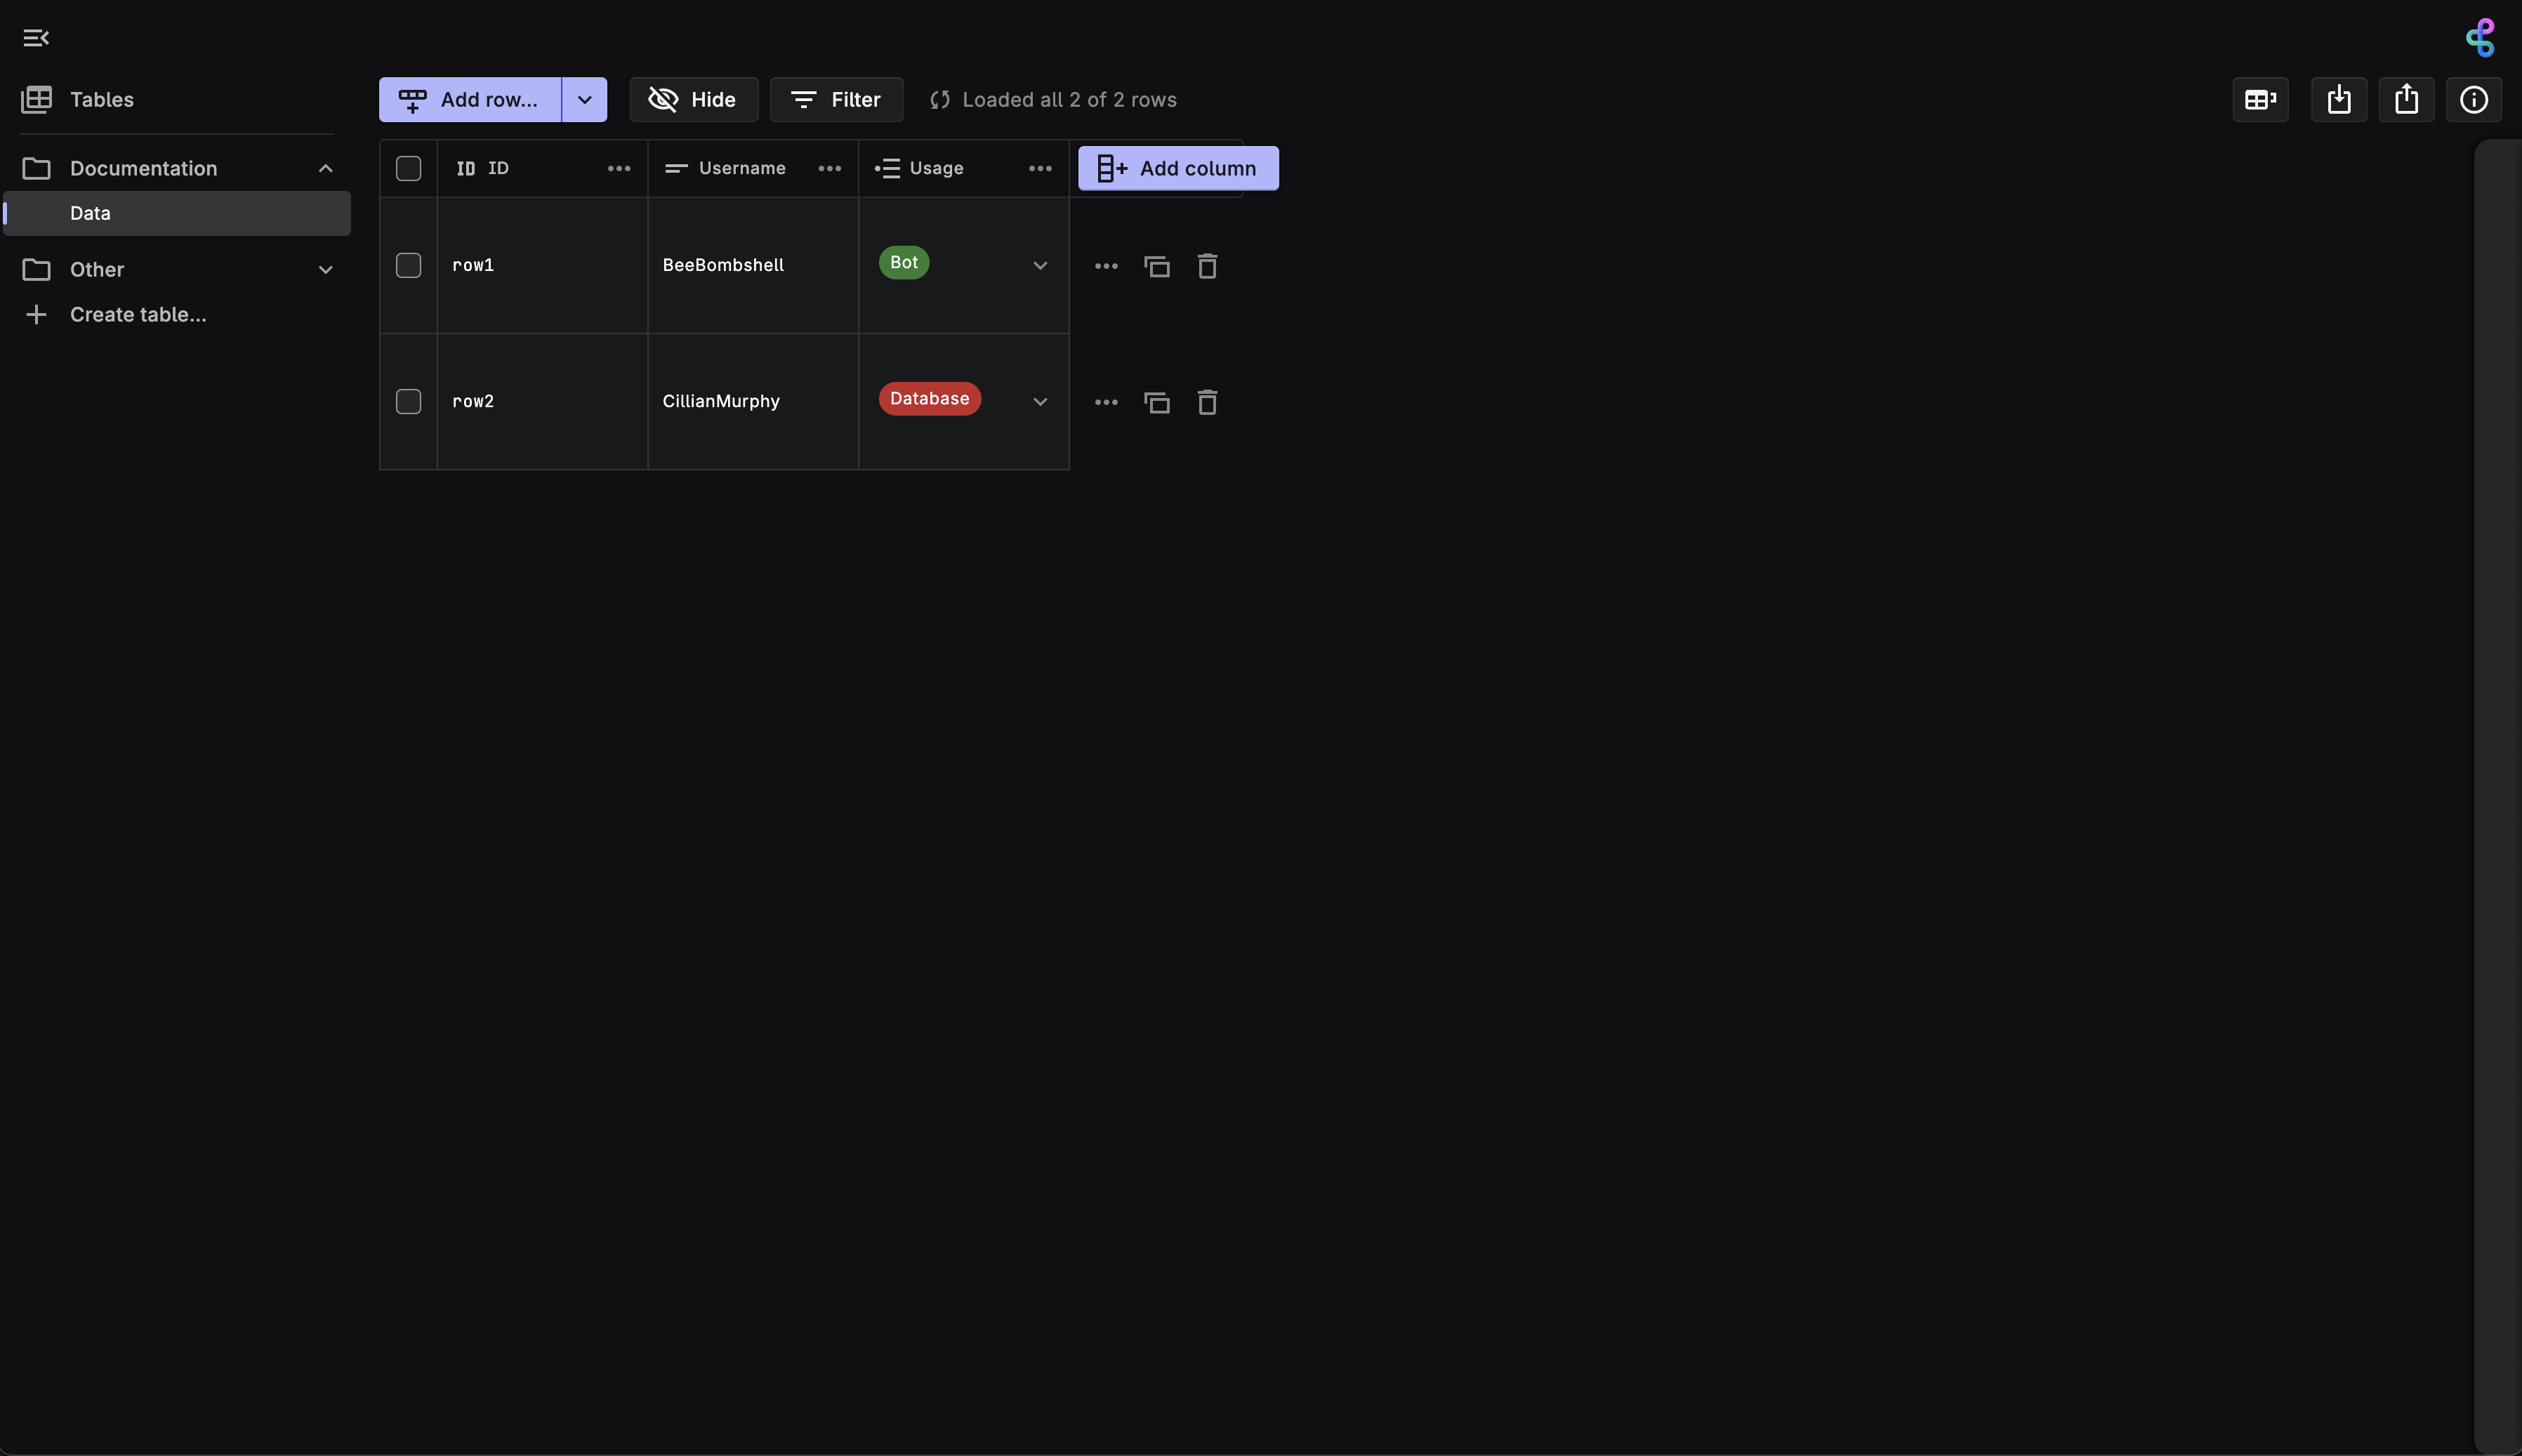 Tables
Add row...
Hide
Filter
Loaded all 2 of 2 rows
Documentation
Data
Other
Create table...
ID ID
Username
Usage
Add column
row1
BeeBombshell
Bot
row2
CillianMurphy
Database